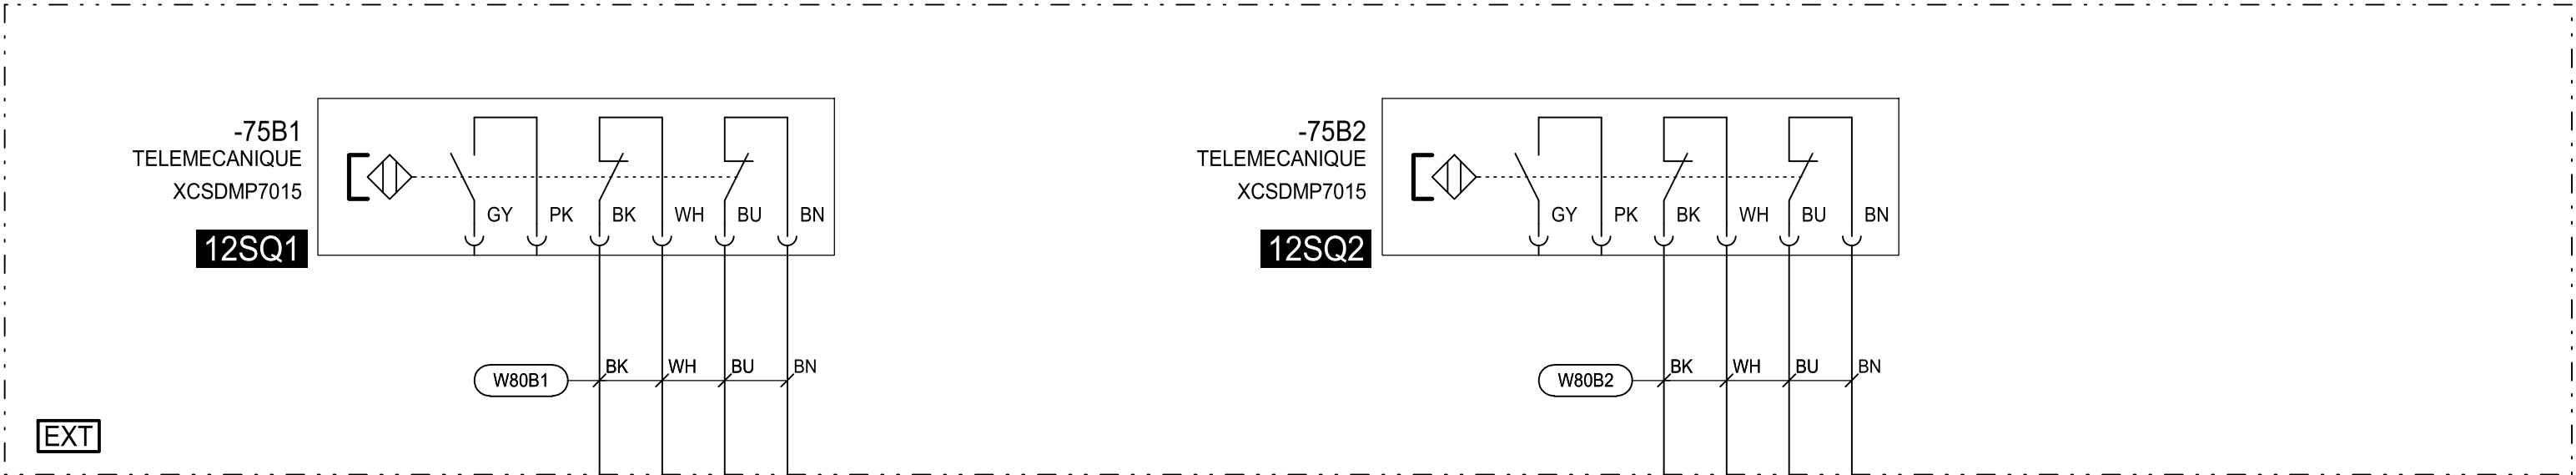 -75B1
TELEMECANIQUE
XCSDMP7015
12SQ1
GY PK BK WH BU BN
W80B1
BK WH BU BN
-75B2
TELEMECANIQUE
XCSDMP7015
12SQ2
GY PK BK WH BU BN
W80B2
BK WH BU BN
EXT